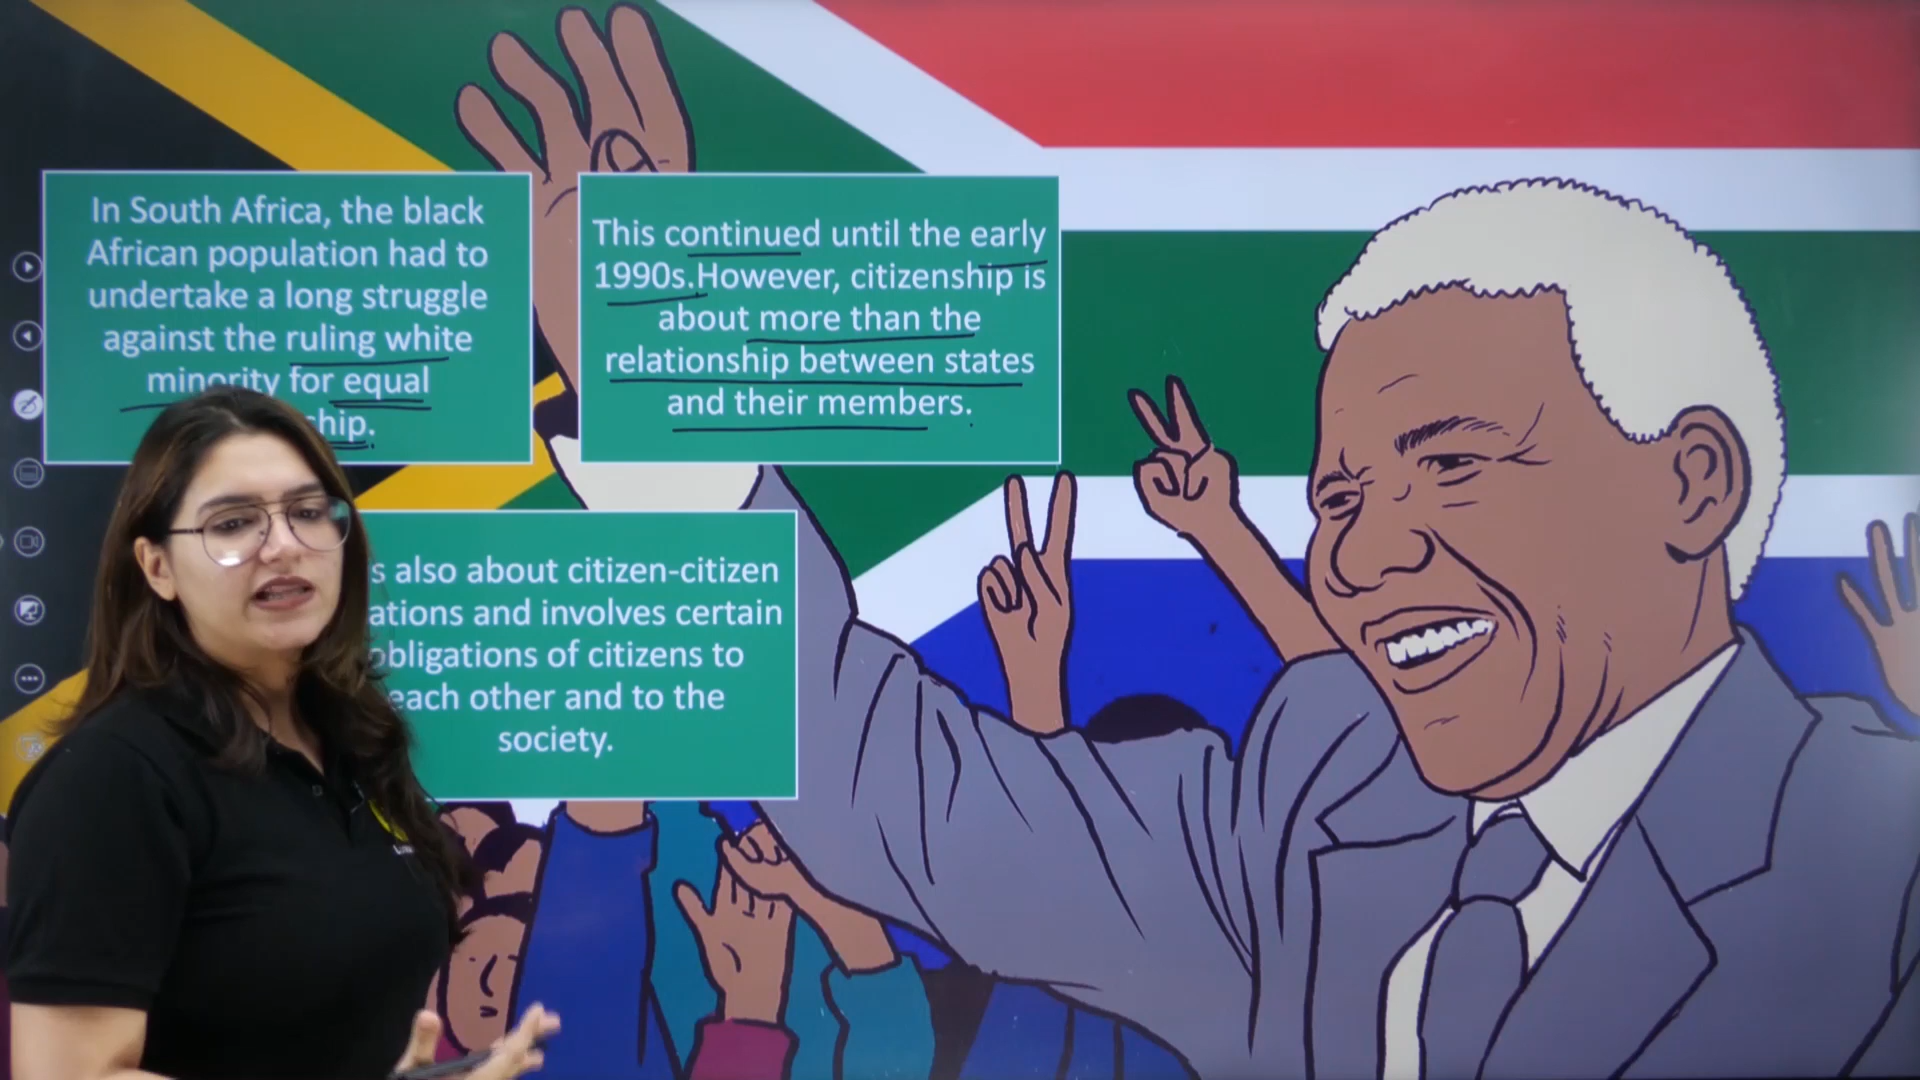 In South Africa, the black
African population had to
undertake a long struggle
against the ruling white
minority for equal
ship.
This continued until the early
1990s.However, citizenship is
about more than the
relationship between states
and their members.
s also about citizen-citizen
ations and involves certain
obligations of citizens to
each other and to the
society.